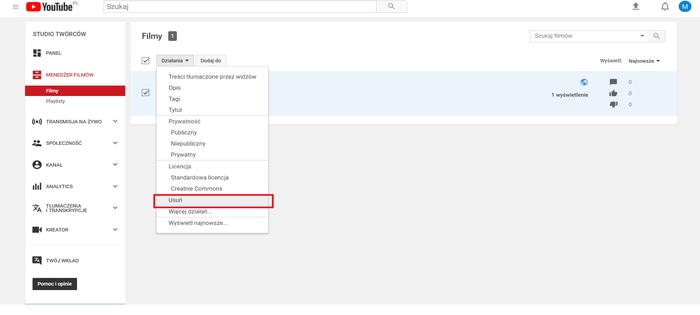 YouTube PL
Szukaj
M
STUDIO TWÓRCÓW
PANEL
MENEDŻER FILMÓW
Filmy
Playlisty
TRANSMISJA NA ŻYWO
SPOŁECZNOŚĆ
KANAŁ
ANALYTICS
TŁUMACZENIA
I TRANSKRYPCJE
KREATOR
TWÓJ WKŁAD
Pomoc i opinie
Filmy 1
Szukaj filmów
Działania
Dodaj do
Wyświetl: Najnowsze
Treści tłumaczone przez widzów
Opis
Tagi
Tytuł
Prywatność
Publiczny
Niepubliczny
Prywatny
Licencja
Standardowa licencja
Creative Commons
Usuń
Więcej działań...
Wyświetl najnowsze...
1 wyświetlenie
0
0
0